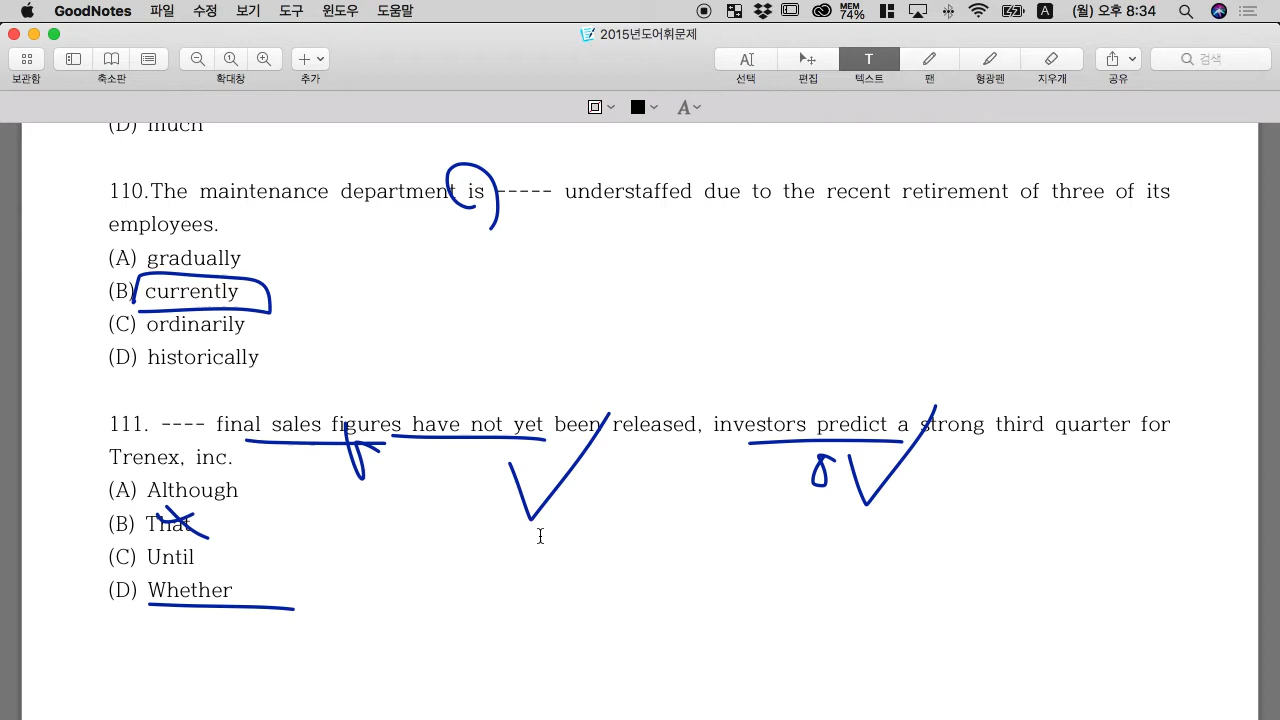 GoodNotes 파일 수정 보기 도구 윈도우 도움말 MEM 74% A (월) 오후 8:34
2015년도어휘문제
보관함 축소판 확대창 추가 선택 편집 텍스트 펜 형광펜 지우개 공유 검색
(D) much
110.The maintenance department is ----- understaffed due to the recent retirement of three of its
employees.
(A) gradually
(B) currently
(C) ordinarily
(D) historically
111. ---- final sales figures have not yet been released, investors predict a strong third quarter for
Trenex, inc.
(A) Although
(B) That
(C) Until
(D) Whether